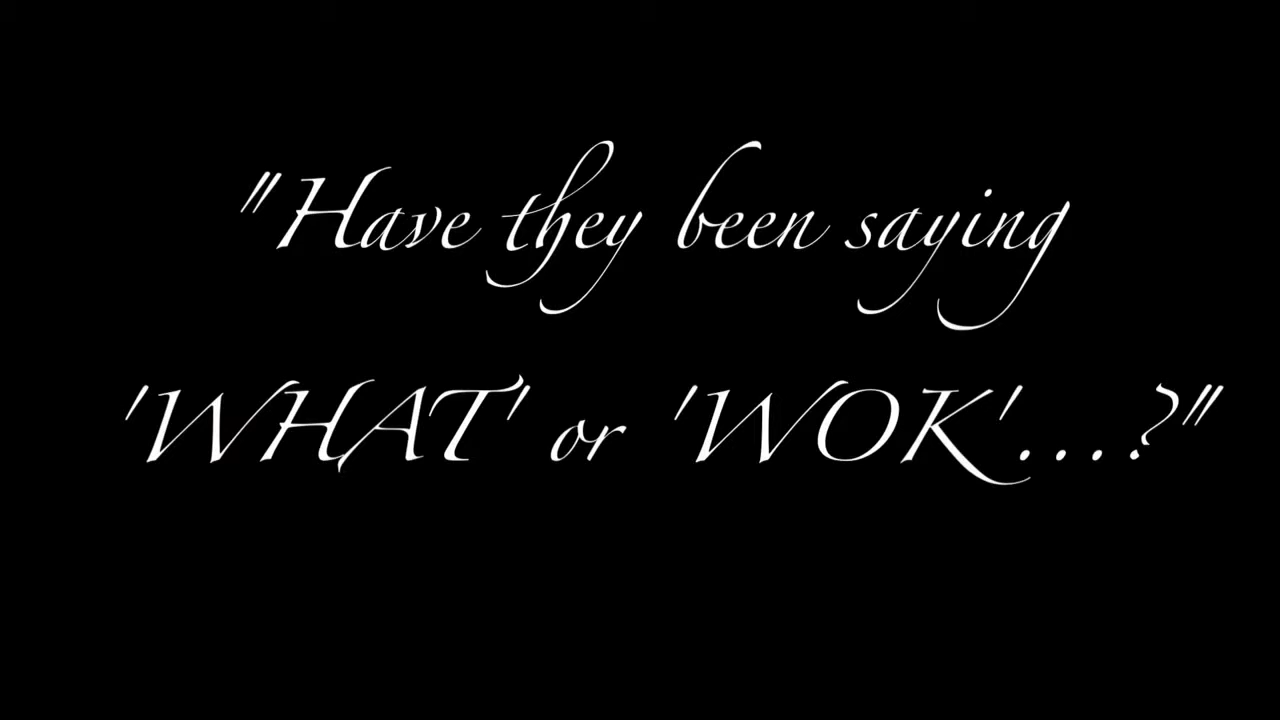 "Have they been saying
'WHAT' or 'WOK'....?"